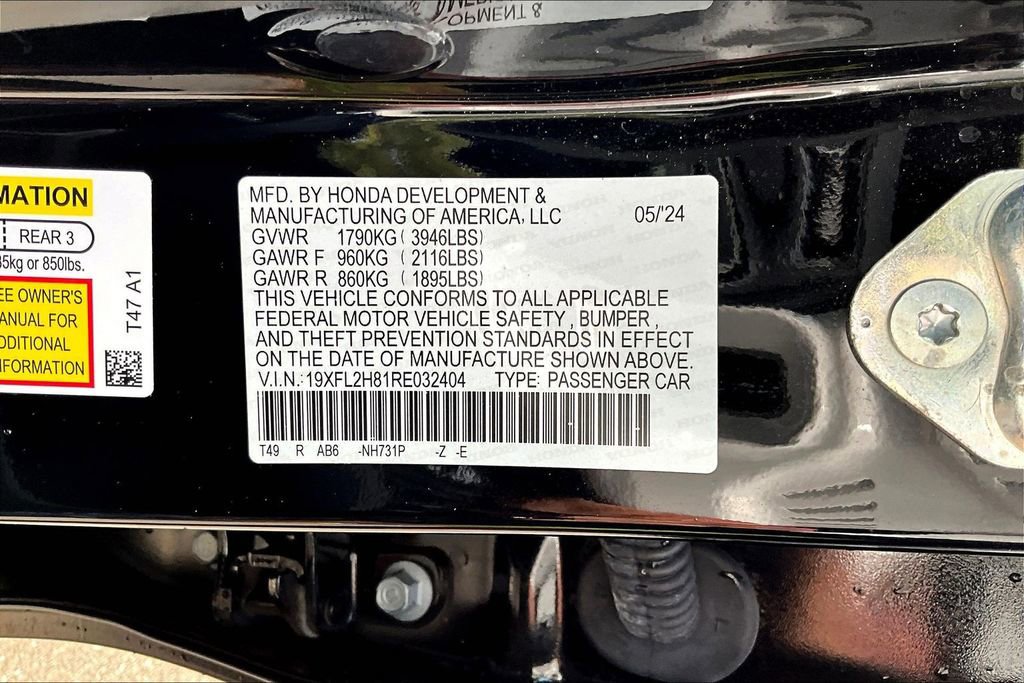 OPMENT &
MATION
REAR 3
85kg or 850lbs.
EE OWNER'S
ANUAL FOR
DDITIONAL
FORMATION
T47 A1
MFD. BY HONDA DEVELOPMENT &
MANUFACTURING OF AMERICA, LLC 05/'24
GVWR 1790KG ( 3946LBS)
GAWR F 960KG ( 2116LBS)
GAWR R 860KG ( 1895LBS)
THIS VEHICLE CONFORMS TO ALL APPLICABLE
FEDERAL MOTOR VEHICLE SAFETY , BUMPER ,
AND THEFT PREVENTION STANDARDS IN EFFECT
ON THE DATE OF MANUFACTURE SHOWN ABOVE.
V.I.N.: 19XFL2H81RE032404 TYPE: PASSENGER CAR
T49 R AB6 -NH731P -Z -E